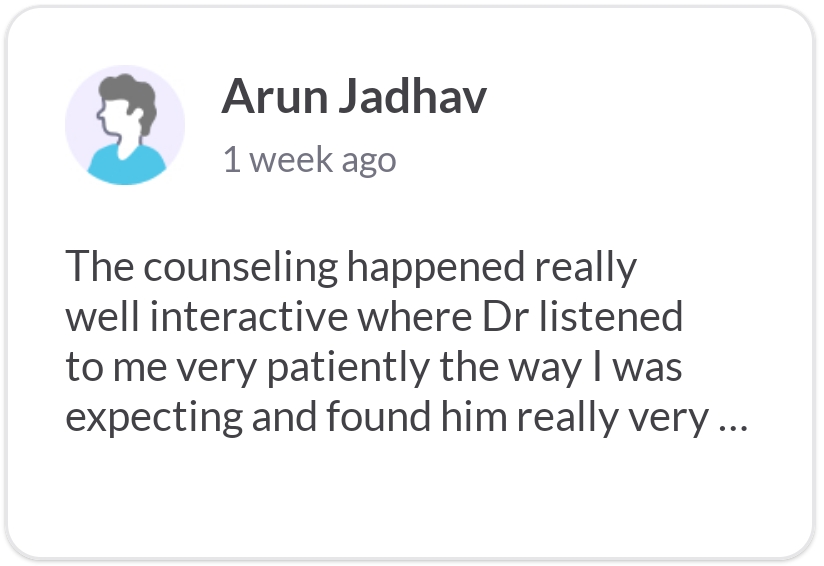 Arun Jadhav
1 week ago
The counseling happened really
well interactive where Dr listened
to me very patiently the way I was
expecting and found him really very ...